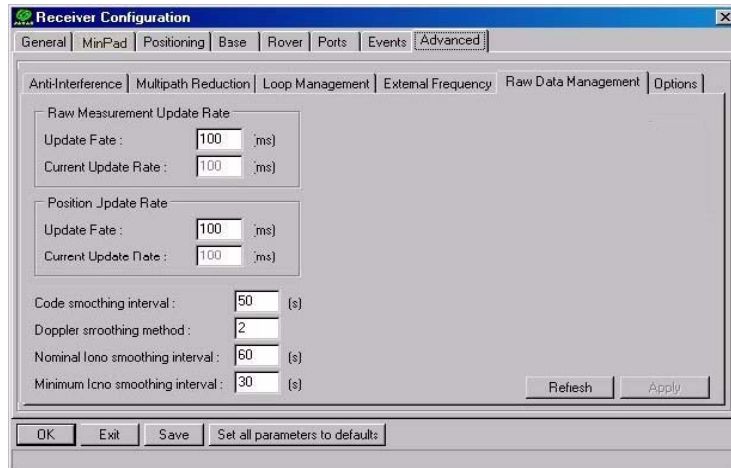 Receiver Configuration
General MinPad Positioning Base Rover Ports Events Advanced
Anti-Interference Multipath Reduction Loop Management External Frequency Raw Data Management Options
Raw Measurement Update Rate
Update Fate : 100 ms)
Current Update Rate : 100 ms)
Position Jpdate Rate
Update Fate : 100 ms)
Current Update Rate : 100 ms)
Code smocthing interval : 50 (s)
Doppler srroothing method : 2
Nominal Iono smoothing interval : 60 (s)
Minimum Icno smoothing interval : 30 (s)
Refresh Apply
OK Exit Save Set all parameters to defaults